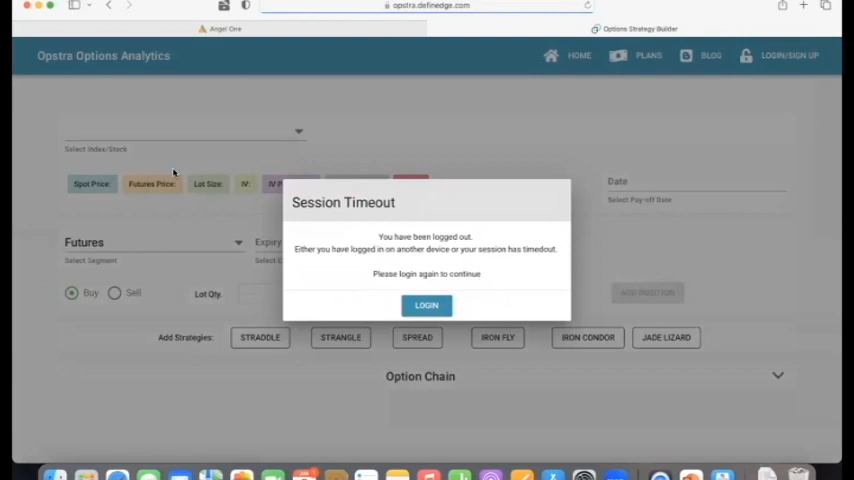 opstra.definedge.com
Angel One
Options Strategy Builder
Opstra Options Analytics
HOME
PLANS
BLOG
LOGIN/SIGN UP
Select Index/Stock
Spot Price:
Futures Price:
Lot Size:
IV:
Date
Select Pay-off Date
Session Timeout
You have been logged out.
Either you have logged in on another device or your session has timedout.
Please login again to continue
LOGIN
Futures
Expiry
Select Segment
Buy
Sell
Lot Qty.
ADD POSITION
Add Strategies:
STRADDLE
STRANGLE
SPREAD
IRON FLY
IRON CONDOR
JADE LIZARD
Option Chain